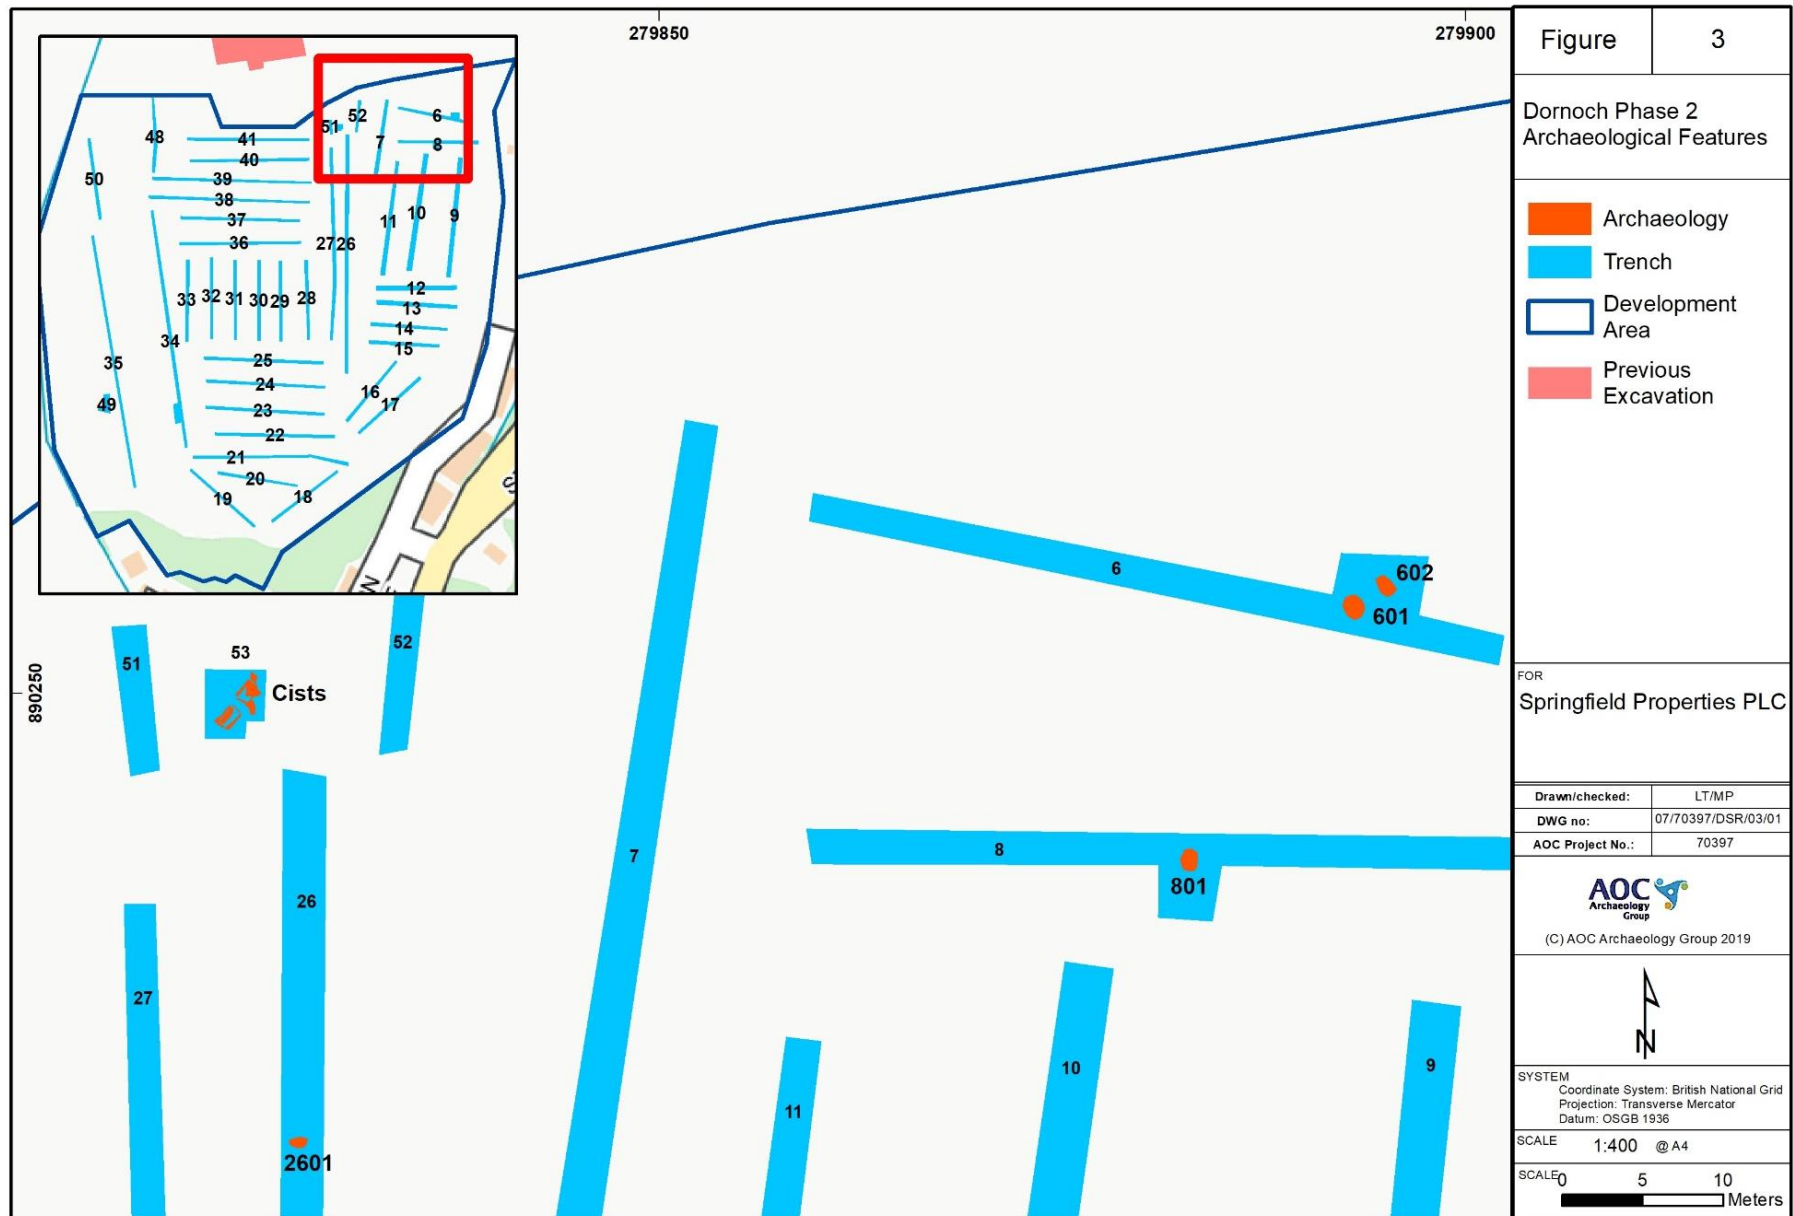 279850
279900
890250
48
41
40
39
38
37
36
50
51
52
7
6
8
11
10
9
27
26
33
32
31
30
29
28
12
13
14
15
34
35
49
25
24
23
22
21
20
19
18
16
17
6
602
601
52
51
53
Cists
7
8
801
26
27
2601
11
10
9
Figure 3
Dornoch Phase 2
Archaeological Features
Archaeology
Trench
Development
Area
Previous
Excavation
FOR
Springfield Properties PLC
Drawn/checked: LT/MP
DWG no: 07/70397/DSR/03/01
AOC Project No.: 70397
AOC
Archaeology
Group
(C) AOC Archaeology Group 2019
N
SYSTEM
Coordinate System: British National Grid
Projection: Transverse Mercator
Datum: OSGB 1936
SCALE 1:400 @ A4
SCALE 0 5 10
Meters